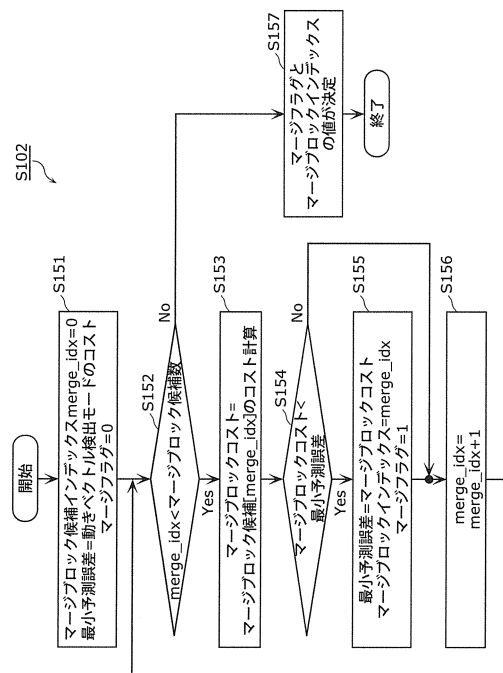 S102
開始
S151
マージブロック候補インデックスmerge_idx=0
最小予測誤差=動きベクトル検出モードのコスト
マージフラグ=0
S152
merge_idx<マージブロック候補数
No
Yes
S153
マージブロックコスト=
マージブロック候補[merge_idx]のコスト計算
S154
マージブロックコスト<
最小予測誤差
No
Yes
S155
最小予測誤差=マージブロックコスト
マージブロックインデックス=merge_idx
マージフラグ=1
S156
merge_idx=
merge_idx+1
S157
マージフラグと
マージブロックインデックス
の値が決定
終了